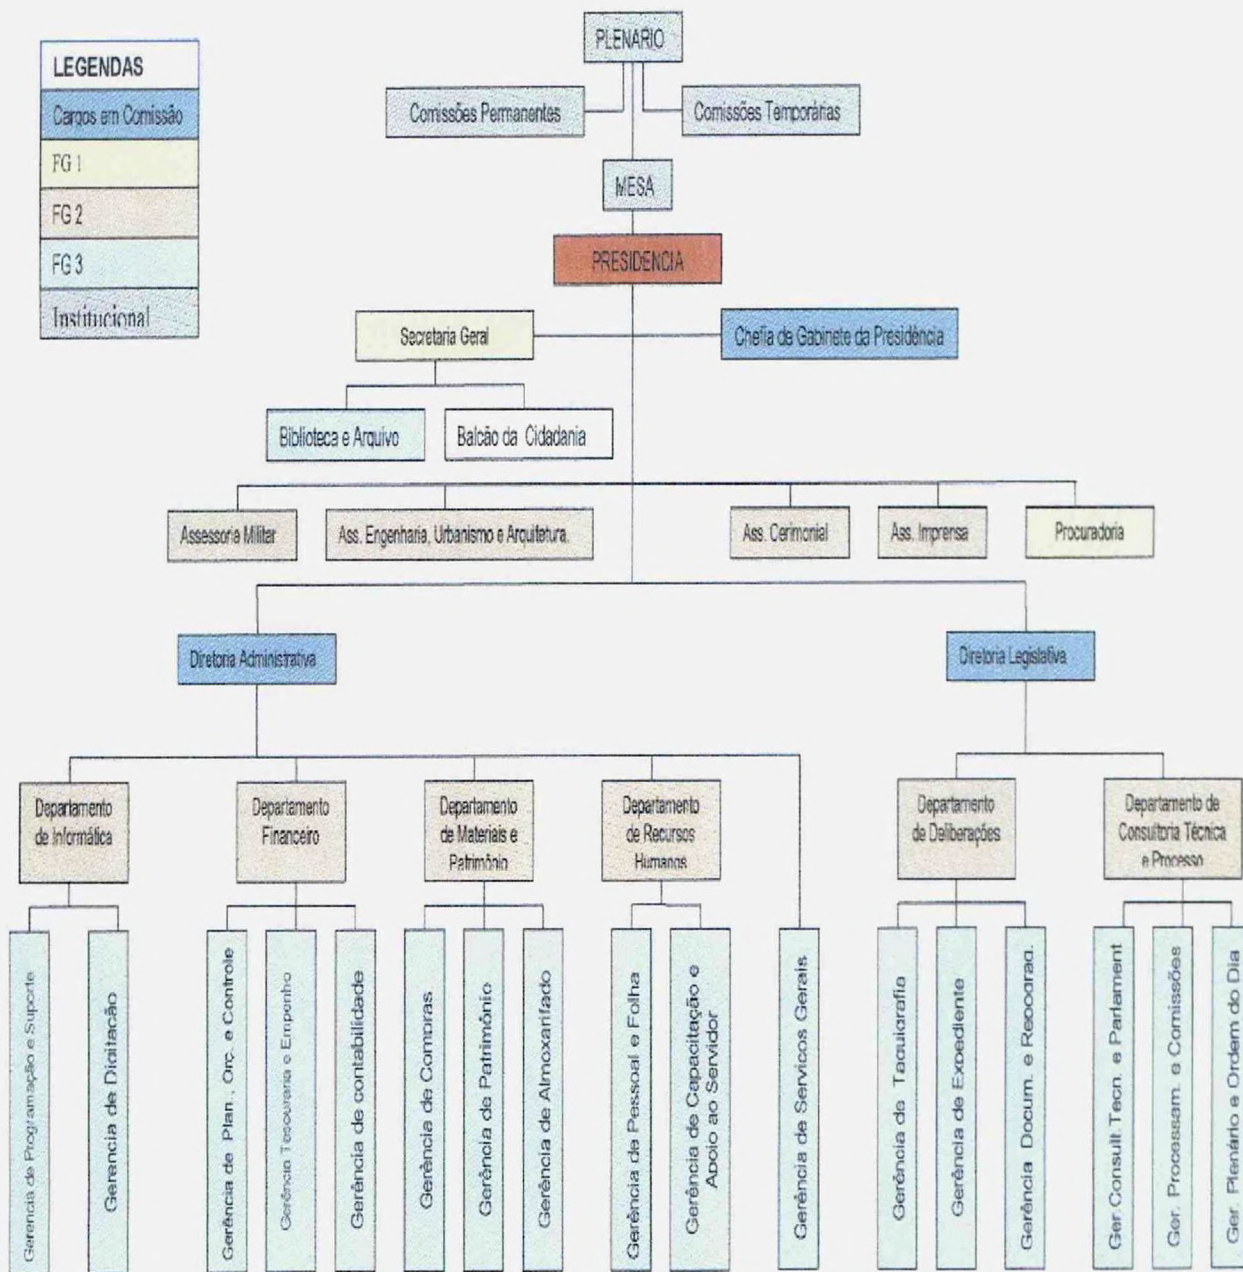 PLENARIO
LEGENDAS
Cargos em Comissão
FG 1
FG 2
FG 3
Institucional
Comissões Permanentes
Comissões Temporárias
MESA
PRESIDENCIA
Secretaria Geral
Chefia de Gabinete da Presidência
Biblioteca e Arquivo
Balcão da Cidadania
Assessoria Militar
Ass. Engenharia, Urbanismo e Arquitetura.
Ass. Cerimonial
Ass. Imprensa
Procuradoria
Diretoria Administrativa
Diretoria Legislativa
Departamento
de Informática
Departamento
Financeiro
Departamento
de Materiais e
Patrimônio
Departamento
de Recursos
Humanos
Departamento
de Deliberações
Departamento de
Consultoria Técnica
e Processo
Gerencia de Programação e Suporte
Gerencia de Digitação
Gerência de Plan., Orç. e Controle
Gerência Tesouraria e Empenho
Gerência de contabilidade
Gerência de Compras
Gerência de Patrimônio
Gerência de Almoxarifado
Gerência de Pessoal e Folha
Gerência de Capacitação e
Apoio ao Servidor
Gerência de Servicos Gerais
Gerência de Taquigrafia
Gerência de Expediente
Gerência Docum. e Reprograd.
Ger. Consult. Tecn. e Parlament
Ger. Processam. e Comissões
Ger. Plenário e Ordem do Dia